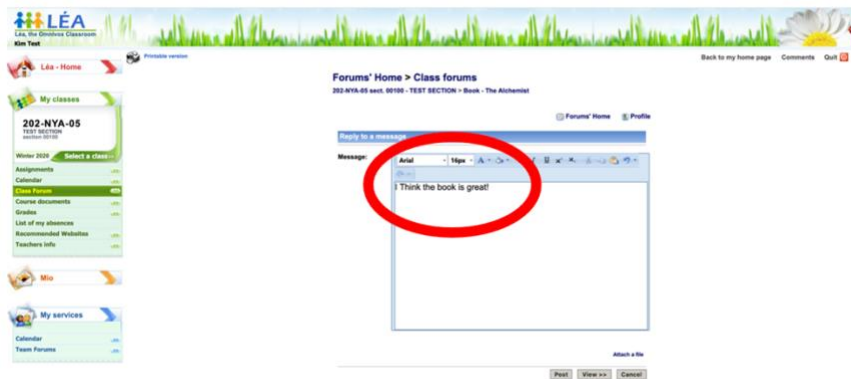 LÉA
Léa, the Omnivox Classroom
Kim Test
Printable version
Back to my home page Comments Quit
Léa - Home
My classes
202-NYA-05
TEST SECTION
section 00100
Winter 2020 Select a class
Assignments
Calendar
Class Forum
Course documents
Grades
List of my absences
Recommended Websites
Teachers info
Mio
My services
Calendar
Team Forums
Forums' Home > Class forums
202-NYA-05 sect. 00100 - TEST SECTION > Book - The Alchemist
Forums' Home Profile
Reply to a message
Message:
Arial 16px
I Think the book is great!
Attach a file
Post View >> Cancel